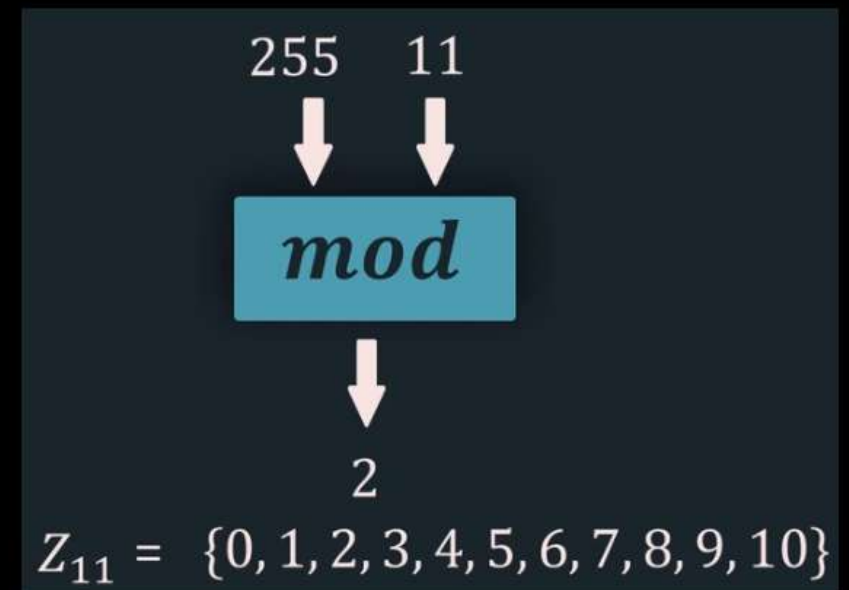 255 11
mod
2
Z₁₁ = {0, 1, 2, 3, 4, 5, 6, 7, 8, 9, 10}